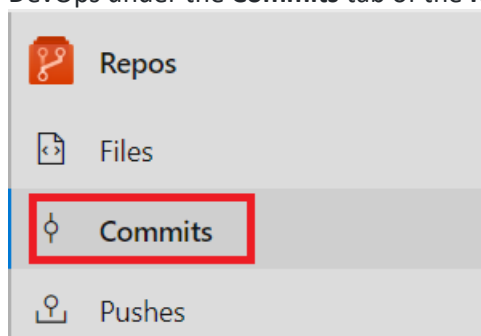 DevOps under the Commits tab of the
Repos
Files
Commits
Pushes